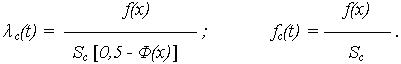 λc(t) = f(x) / Sc [0,5 - Φ(x)] ; fc(t) = f(x) / Sc .